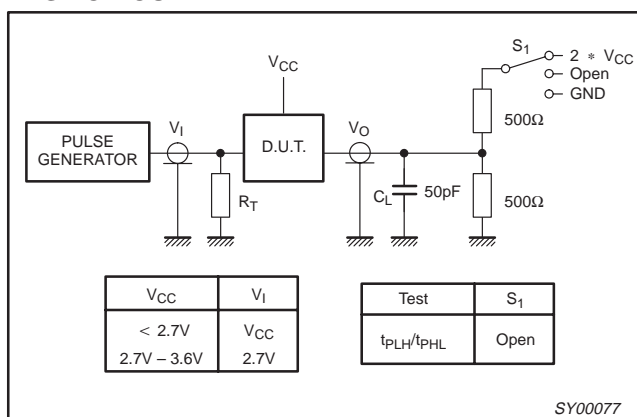 S1
2 * VCC
Open
GND
VCC
500Ω
PULSE
GENERATOR
VI
D.U.T.
VO
RT
CL
50pF
500Ω
VCC VI
< 2.7V VCC
2.7V – 3.6V 2.7V
Test S1
tPLH/tPHL Open
SY00077